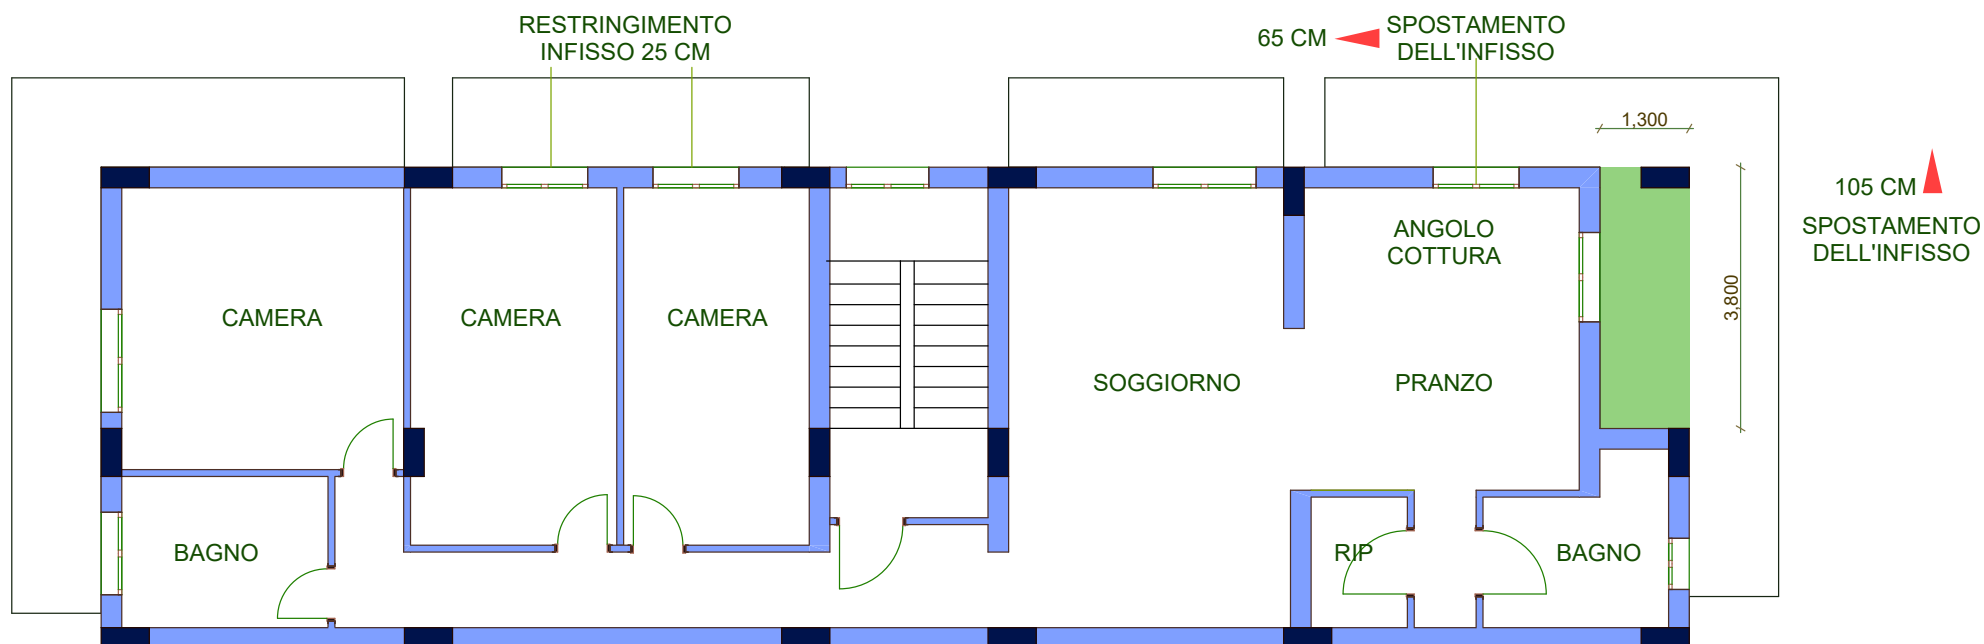 RESTRINGIMENTO
INFISSO 25 CM
65 CM
SPOSTAMENTO
DELL'INFISSO
1,300
105 CM
SPOSTAMENTO
DELL'INFISSO
ANGOLO
COTTURA
3,800
CAMERA
CAMERA
CAMERA
SOGGIORNO
PRANZO
BAGNO
RIP
BAGNO